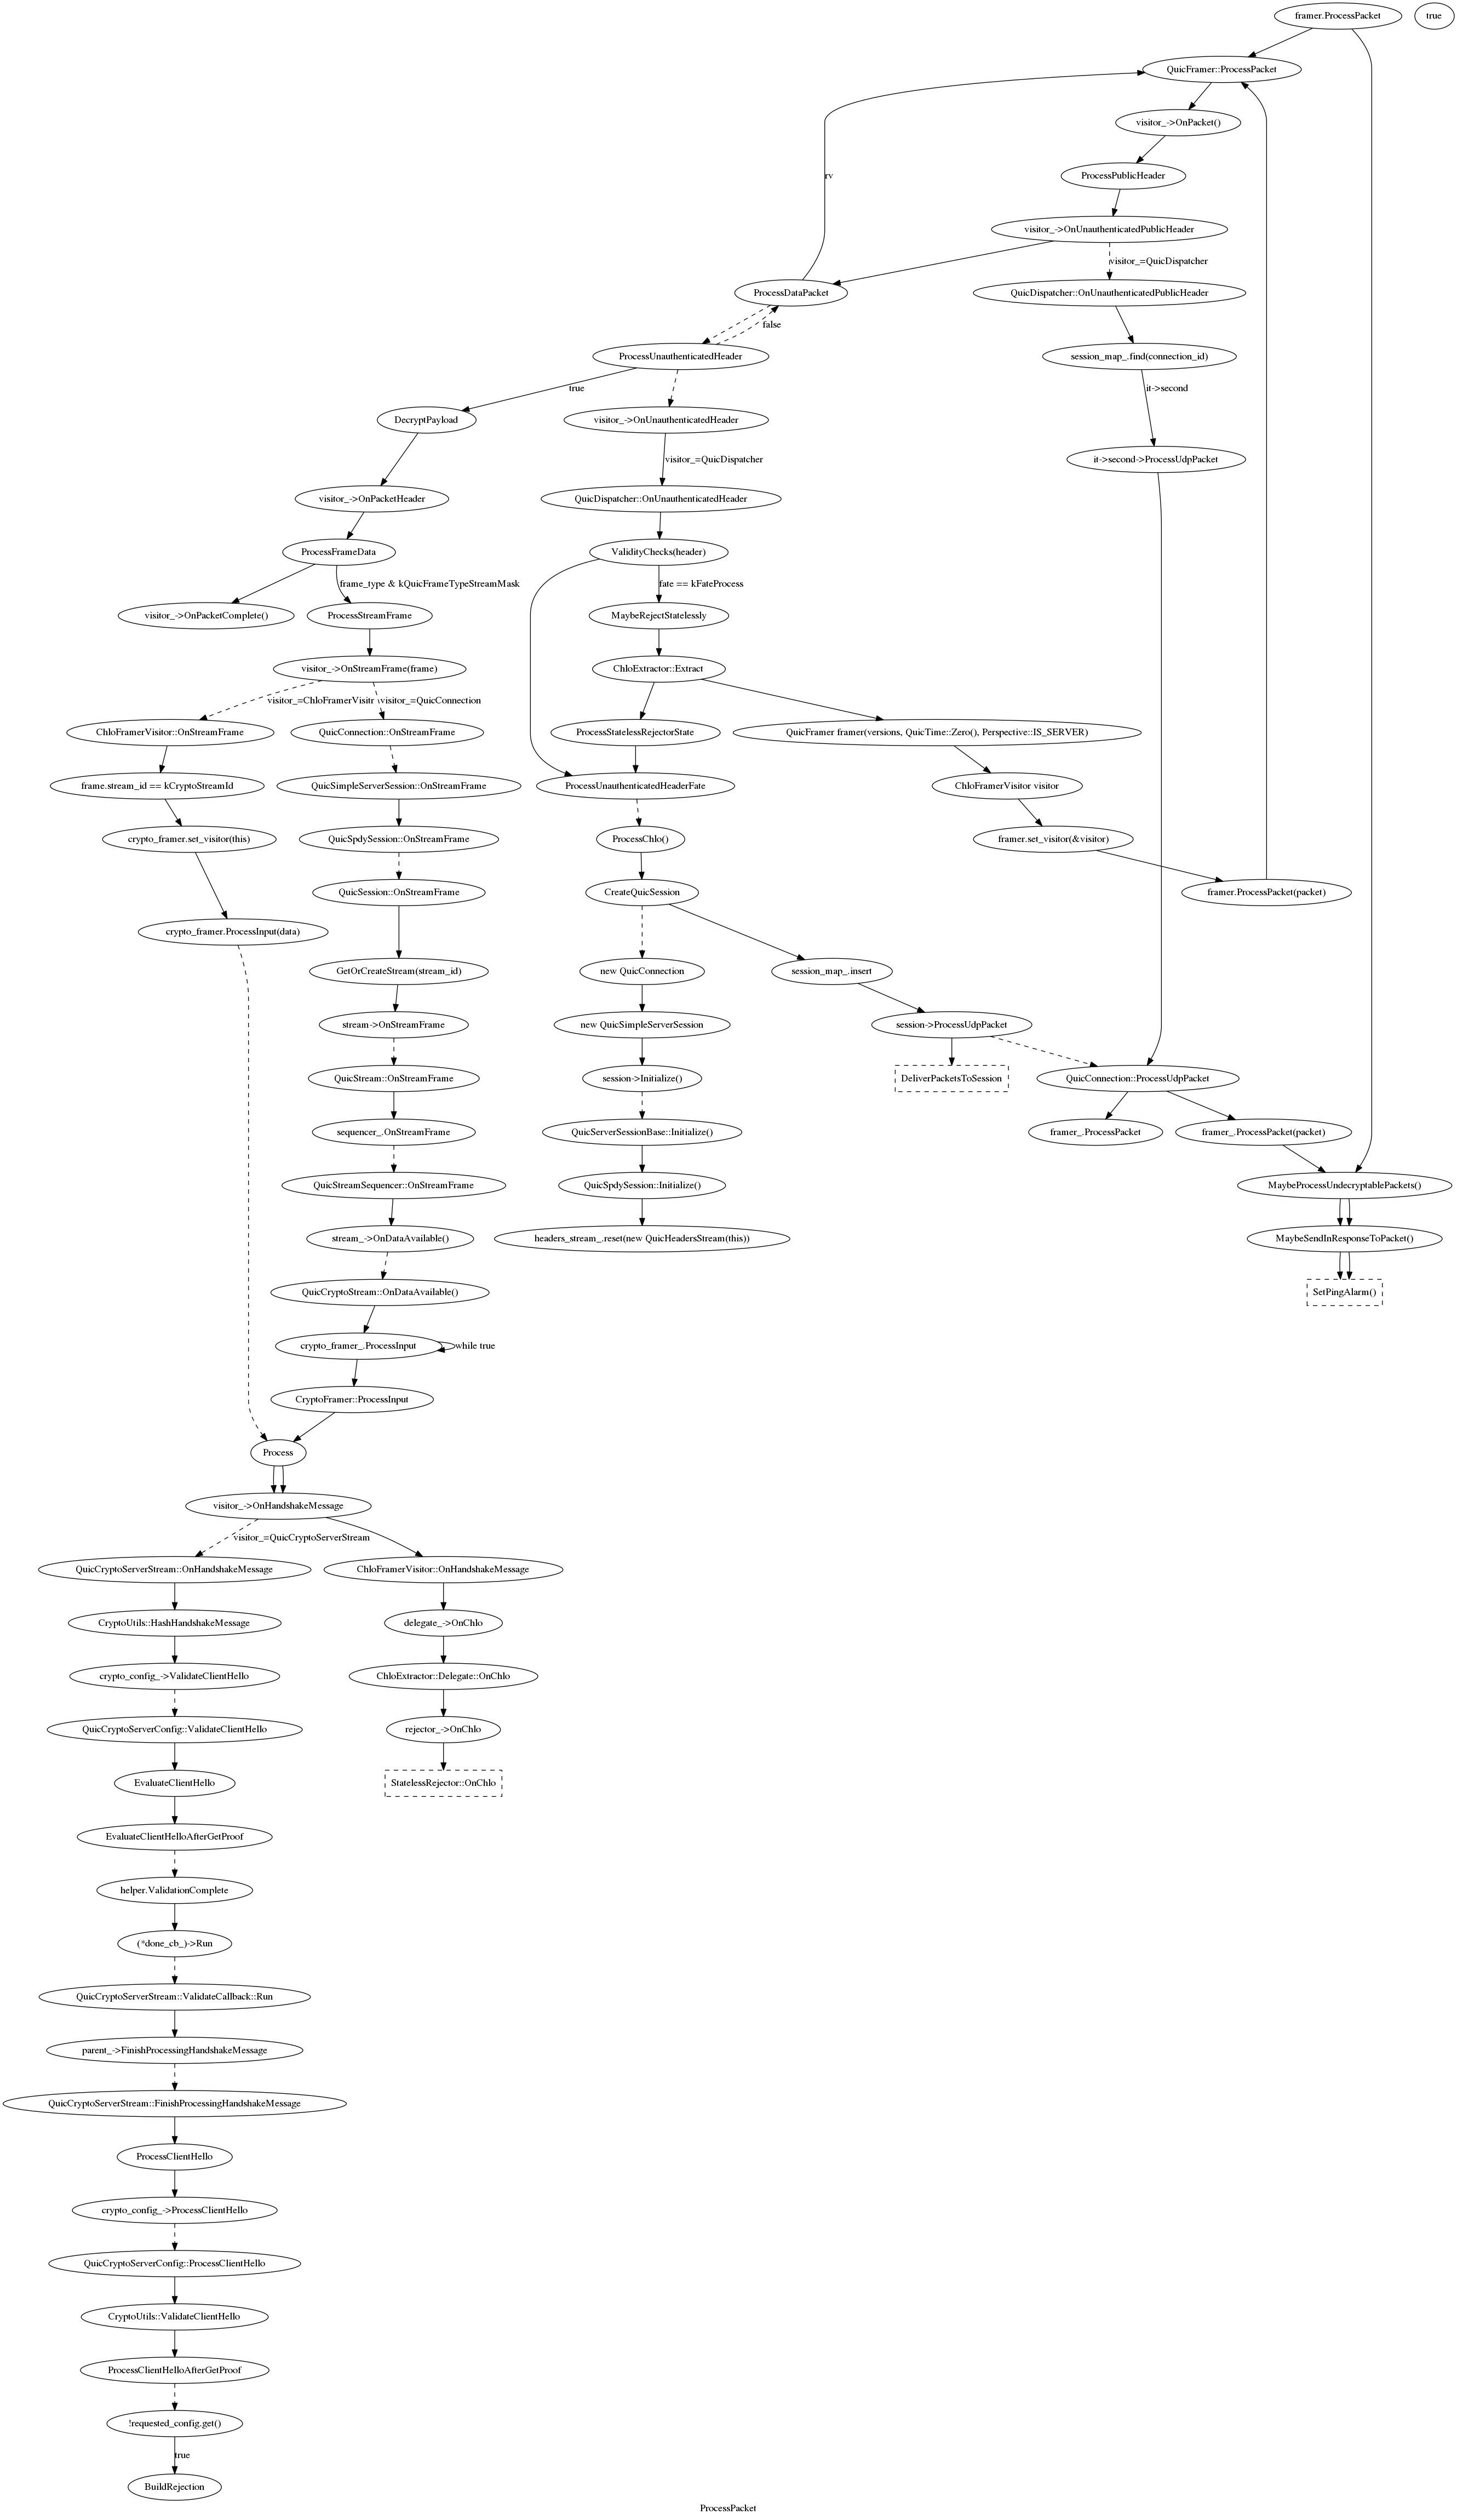 framer.ProcessPacket
true
QuicFramer::ProcessPacket
visitor_->OnPacket()
rv
ProcessPublicHeader
visitor_->OnUnauthenticatedPublicHeader
visitor_=QuicDispatcher
ProcessDataPacket
QuicDispatcher::OnUnauthenticatedPublicHeader
false
ProcessUnauthenticatedHeader
session_map_.find(connection_id)
true
it->second
DecryptPayload
visitor_->OnUnauthenticatedHeader
visitor_=QuicDispatcher
it->second->ProcessUdpPacket
visitor_->OnPacketHeader
QuicDispatcher::OnUnauthenticatedHeader
ProcessFrameData
ValidityChecks(header)
frame_type & kQuicFrameTypeStreamMask
fate == kFateProcess
visitor_->OnPacketComplete()
ProcessStreamFrame
MaybeRejectStatelessly
visitor_->OnStreamFrame(frame)
ChloExtractor::Extract
visitor_=ChloFramerVisitr
visitor_=QuicConnection
ChloFramerVisitor::OnStreamFrame
QuicConnection::OnStreamFrame
ProcessStatelessRejectorState
QuicFramer framer(versions, QuicTime::Zero(), Perspective::IS_SERVER)
frame.stream_id == kCryptoStreamId
QuicSimpleServerSession::OnStreamFrame
ProcessUnauthenticatedHeaderFate
ChloFramerVisitor visitor
crypto_framer.set_visitor(this)
QuicSpdySession::OnStreamFrame
ProcessChlo()
framer.set_visitor(&visitor)
QuicSession::OnStreamFrame
CreateQuicSession
framer.ProcessPacket(packet)
crypto_framer.ProcessInput(data)
GetOrCreateStream(stream_id)
new QuicConnection
session_map_.insert
stream->OnStreamFrame
new QuicSimpleServerSession
session->ProcessUdpPacket
QuicStream::OnStreamFrame
session->Initialize()
DeliverPacketsToSession
QuicConnection::ProcessUdpPacket
sequencer_.OnStreamFrame
QuicServerSessionBase::Initialize()
framer_.ProcessPacket
framer_.ProcessPacket(packet)
QuicStreamSequencer::OnStreamFrame
QuicSpdySession::Initialize()
MaybeProcessUndecryptablePackets()
stream_->OnDataAvailable()
headers_stream_.reset(new QuicHeadersStream(this))
MaybeSendInResponseToPacket()
QuicCryptoStream::OnDataAvailable()
SetPingAlarm()
crypto_framer_.ProcessInput
while true
CryptoFramer::ProcessInput
Process
visitor_->OnHandshakeMessage
visitor_=QuicCryptoServerStream
QuicCryptoServerStream::OnHandshakeMessage
ChloFramerVisitor::OnHandshakeMessage
CryptoUtils::HashHandshakeMessage
delegate_->OnChlo
crypto_config_->ValidateClientHello
ChloExtractor::Delegate::OnChlo
QuicCryptoServerConfig::ValidateClientHello
rejector_->OnChlo
EvaluateClientHello
StatelessRejector::OnChlo
EvaluateClientHelloAfterGetProof
helper.ValidationComplete
(*done_cb_)->Run
QuicCryptoServerStream::ValidateCallback::Run
parent_->FinishProcessingHandshakeMessage
QuicCryptoServerStream::FinishProcessingHandshakeMessage
ProcessClientHello
crypto_config_->ProcessClientHello
QuicCryptoServerConfig::ProcessClientHello
CryptoUtils::ValidateClientHello
ProcessClientHelloAfterGetProof
!requested_config.get()
true
BuildRejection
ProcessPacket